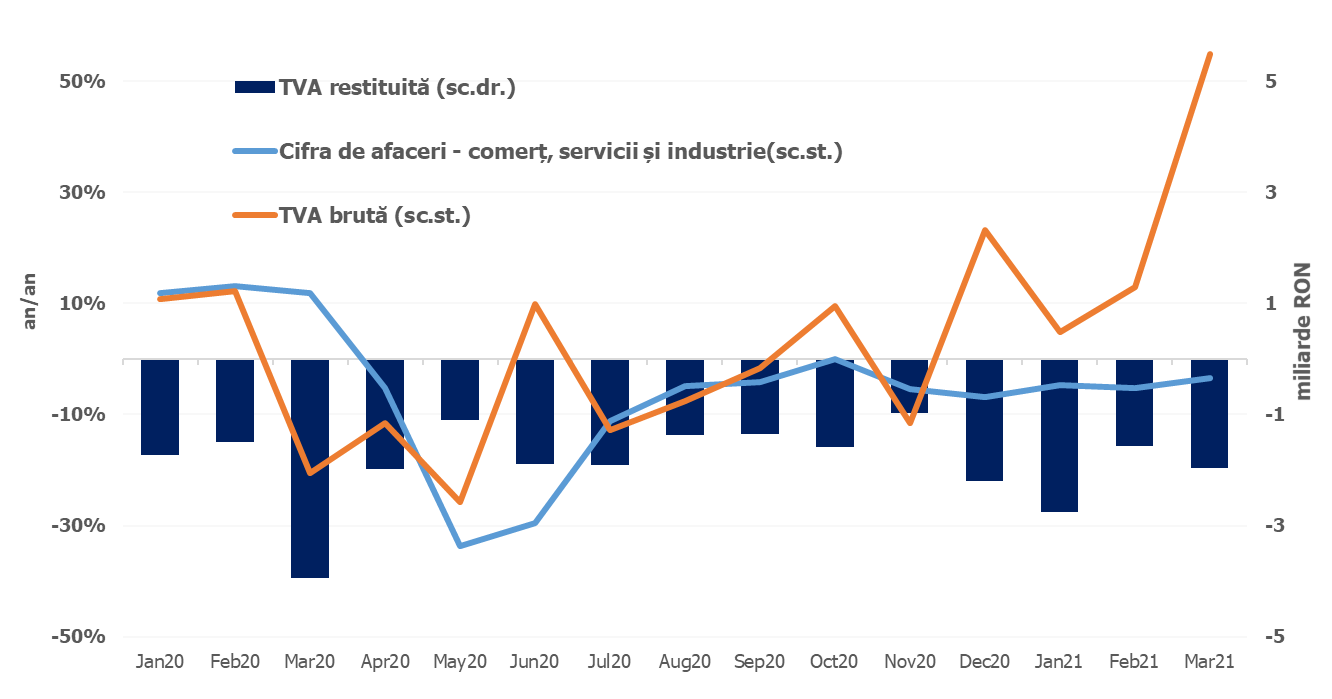 TVA restituită (sc.dr.)
Cifra de afaceri - comerț, servicii și industrie(sc.st.)
TVA brută (sc.st.)
50%
30%
10%
-10%
-30%
-50%
an/an
5
3
1
-1
-3
-5
miliarde RON
Jan20 Feb20 Mar20 Apr20 May20 Jun20 Jul20 Aug20 Sep20 Oct20 Nov20 Dec20 Jan21 Feb21 Mar21